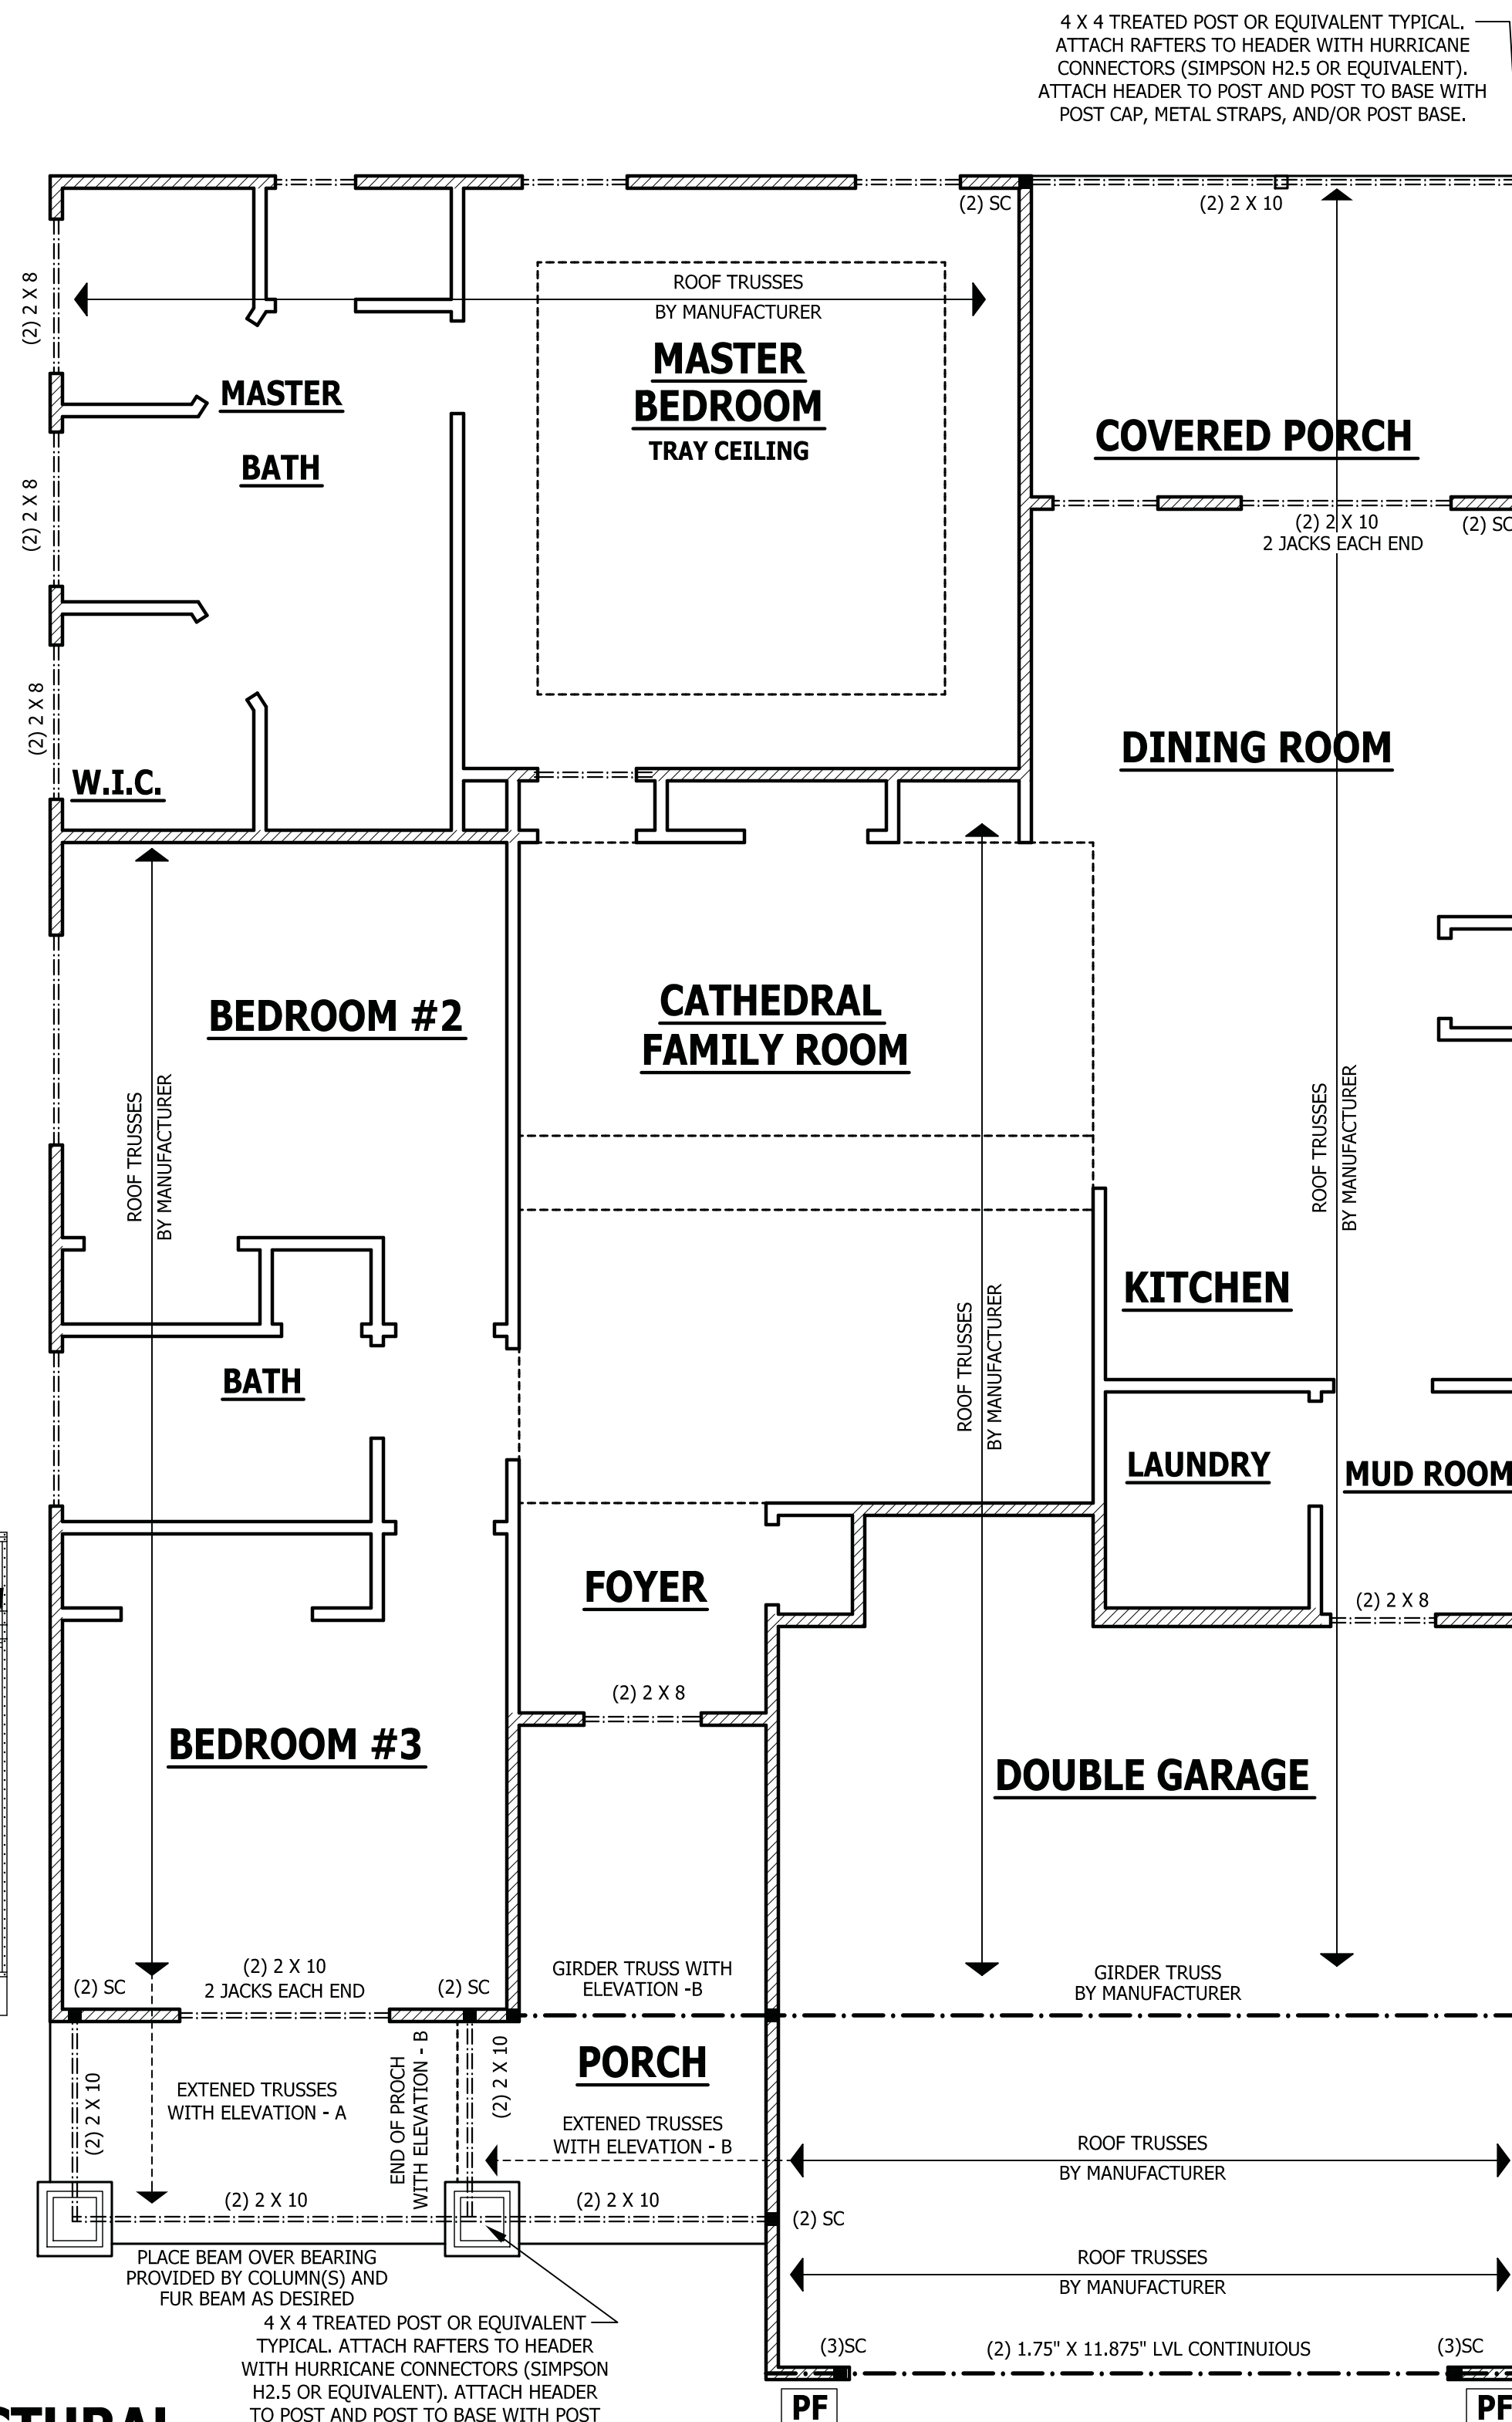 4 X 4 TREATED POST OR EQUIVALENT TYPICAL.
ATTACH RAFTERS TO HEADER WITH HURRICANE
CONNECTORS (SIMPSON H2.5 OR EQUIVALENT).
ATTACH HEADER TO POST AND POST TO BASE WITH
POST CAP, METAL STRAPS, AND/OR POST BASE.
(2) SC
(2) 2 X 10
(2) 2 X 8
ROOF TRUSSES
BY MANUFACTURER
MASTER
BEDROOM
TRAY CEILING
MASTER
BATH
COVERED PORCH
(2) 2 X 8
(2) 2 X 10
2 JACKS EACH END
(2) SC
(2) 2 X 8
W.I.C.
DINING ROOM
BEDROOM #2
CATHEDRAL
FAMILY ROOM
ROOF TRUSSES
BY MANUFACTURER
ROOF TRUSSES
BY MANUFACTURER
ROOF TRUSSES
BY MANUFACTURER
KITCHEN
BATH
LAUNDRY
MUD ROOM
FOYER
(2) 2 X 8
(2) 2 X 8
BEDROOM #3
DOUBLE GARAGE
(2) SC
(2) 2 X 10
2 JACKS EACH END
(2) SC
GIRDER TRUSS WITH
ELEVATION -B
GIRDER TRUSS
BY MANUFACTURER
PORCH
(2) 2 X 10
EXTENED TRUSSES
WITH ELEVATION - A
END OF PROCH
WITH ELEVATION - B
(2) 2 X 10
EXTENED TRUSSES
WITH ELEVATION - B
ROOF TRUSSES
BY MANUFACTURER
(2) 2 X 10
(2) 2 X 10
(2) SC
PLACE BEAM OVER BEARING
PROVIDED BY COLUMN(S) AND
FUR BEAM AS DESIRED
ROOF TRUSSES
BY MANUFACTURER
4 X 4 TREATED POST OR EQUIVALENT
TYPICAL. ATTACH RAFTERS TO HEADER
WITH HURRICANE CONNECTORS (SIMPSON
H2.5 OR EQUIVALENT). ATTACH HEADER
TO POST AND POST TO BASE WITH POST
(3)SC
(2) 1.75" X 11.875" LVL CONTINUIOUS
(3)SC
PF
PF